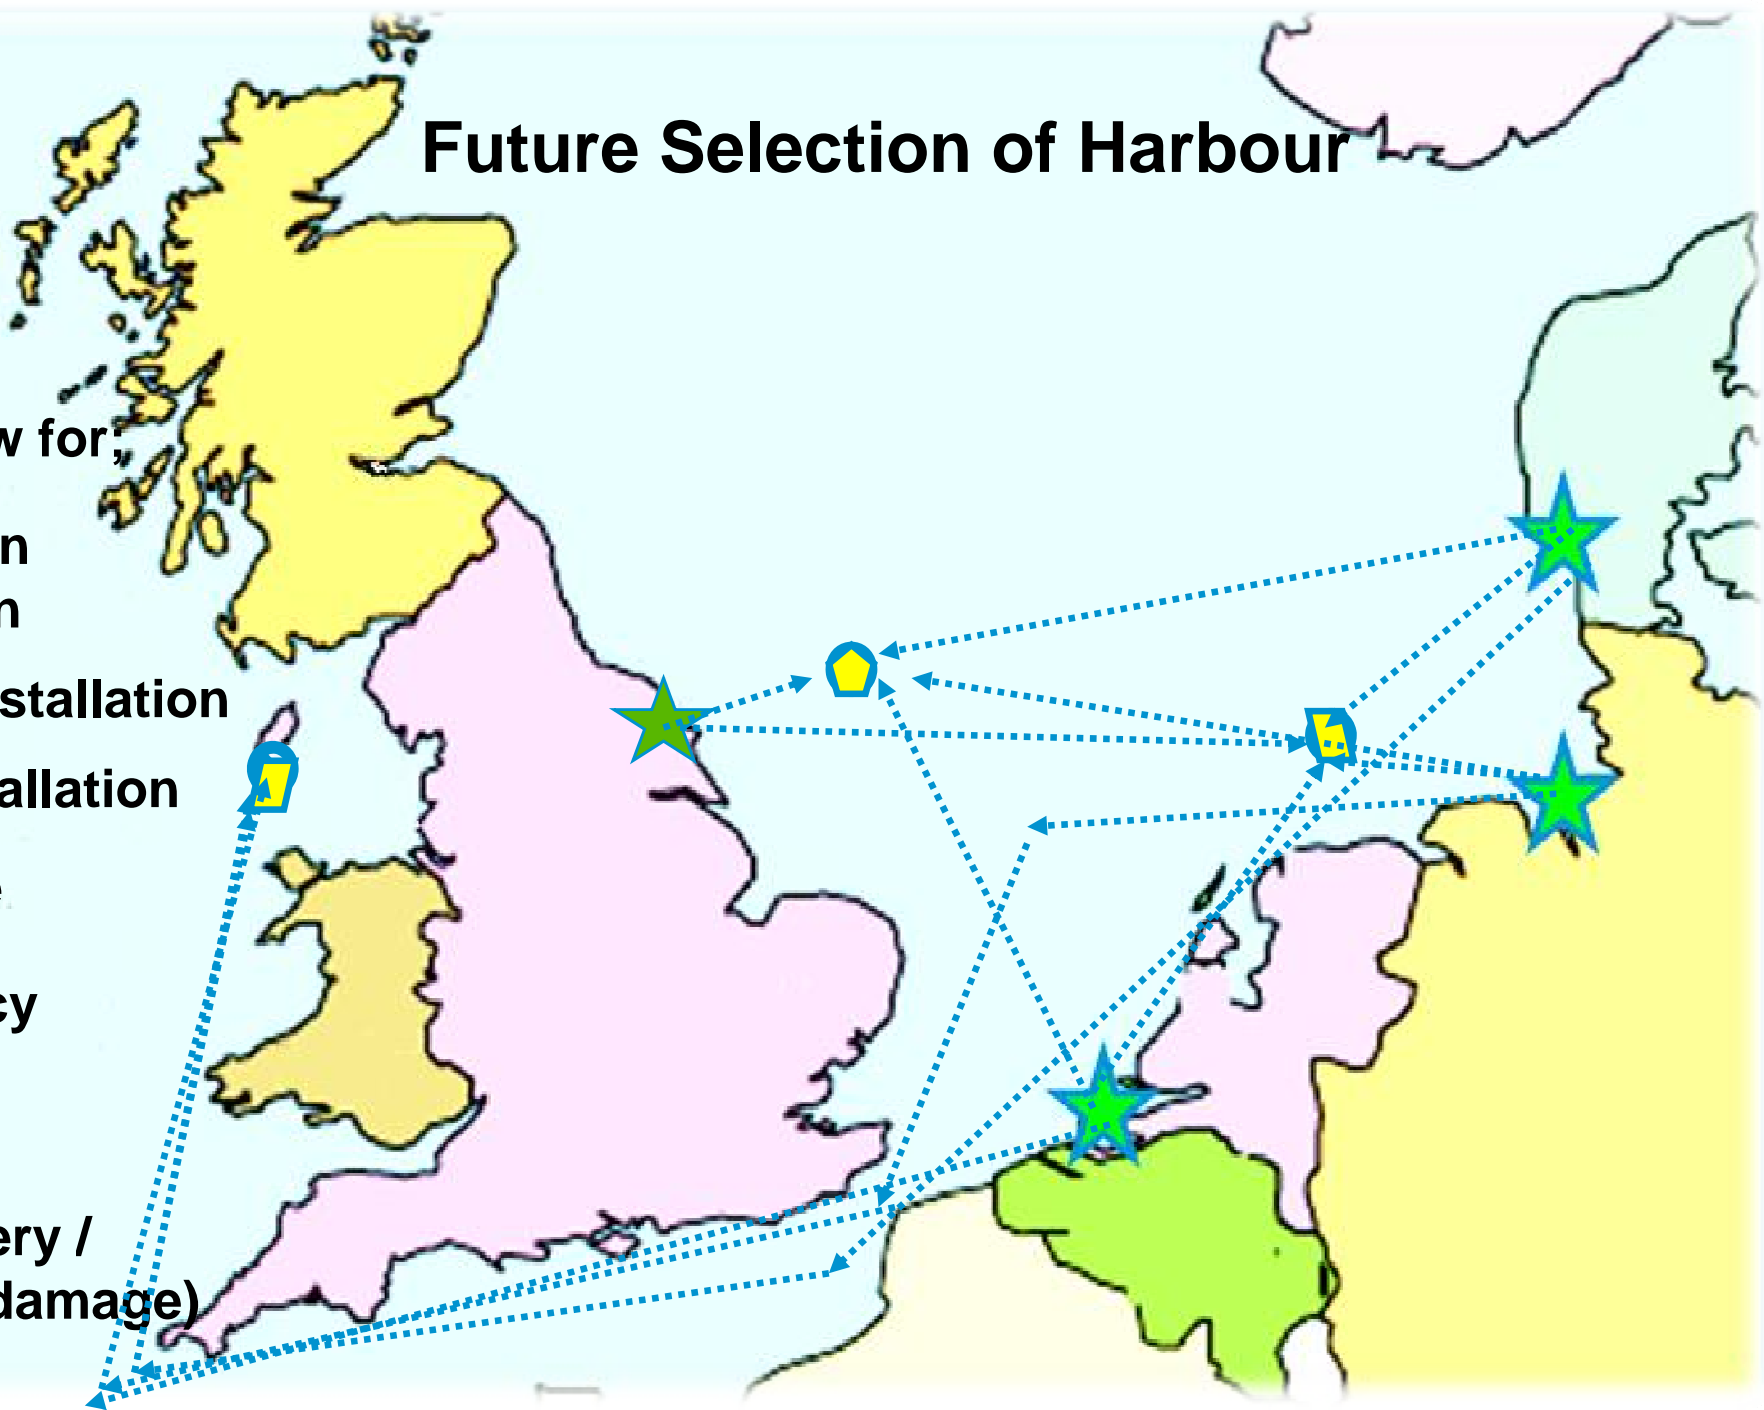 Future Selection of Harbour
w for;
n
n
stallation
allation
e
cy
ery /
damage)